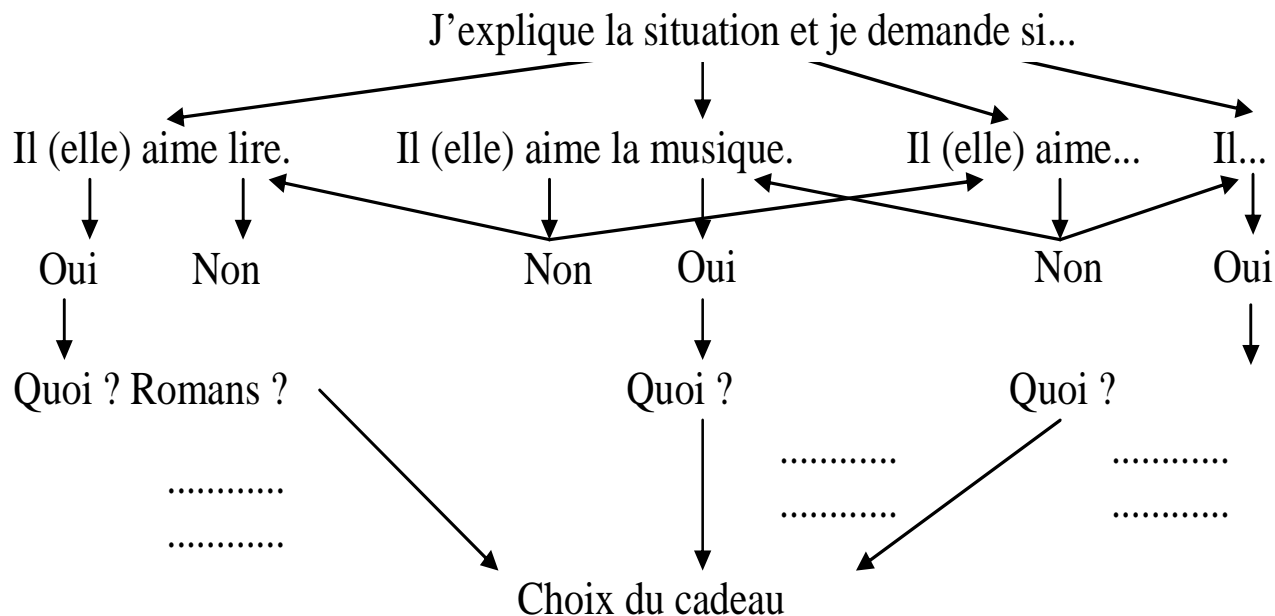 J’explique la situation et je demande si...
Il (elle) aime lire. Il (elle) aime la musique. Il (elle) aime... Il...
Oui Non Non Oui Non Oui
Quoi ? Romans ? Quoi ? Quoi ?
............ ............
............
............ ............
............
Choix du cadeau